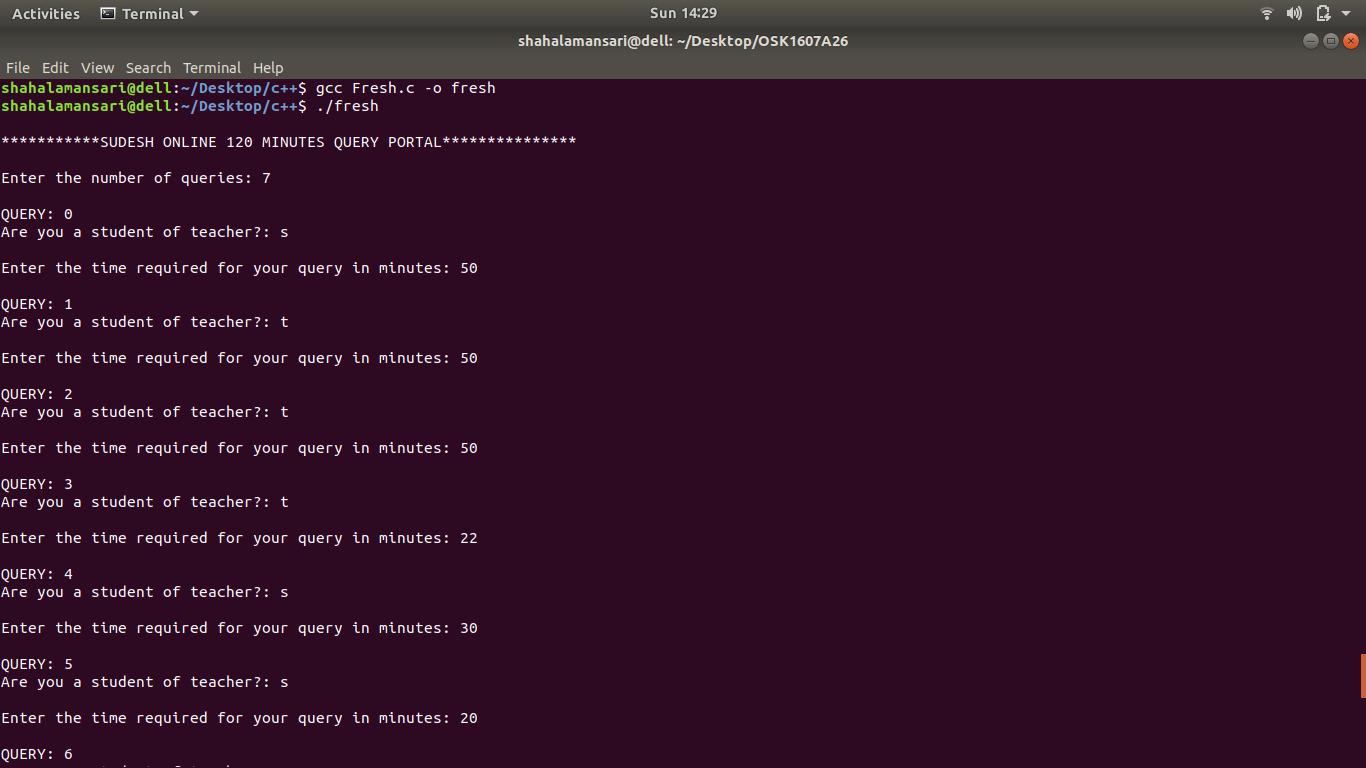 Activities Terminal Sun 14:29
shahalamansari@dell: ~/Desktop/OSK1607A26
File Edit View Search Terminal Help
shahalamansari@dell:~/Desktop/c++$ gcc Fresh.c -o fresh
shahalamansari@dell:~/Desktop/c++$ ./fresh
***********SUDESH ONLINE 120 MINUTES QUERY PORTAL***************
Enter the number of queries: 7
QUERY: 0
Are you a student of teacher?: s
Enter the time required for your query in minutes: 50
QUERY: 1
Are you a student of teacher?: t
Enter the time required for your query in minutes: 50
QUERY: 2
Are you a student of teacher?: t
Enter the time required for your query in minutes: 50
QUERY: 3
Are you a student of teacher?: t
Enter the time required for your query in minutes: 22
QUERY: 4
Are you a student of teacher?: s
Enter the time required for your query in minutes: 30
QUERY: 5
Are you a student of teacher?: s
Enter the time required for your query in minutes: 20
QUERY: 6